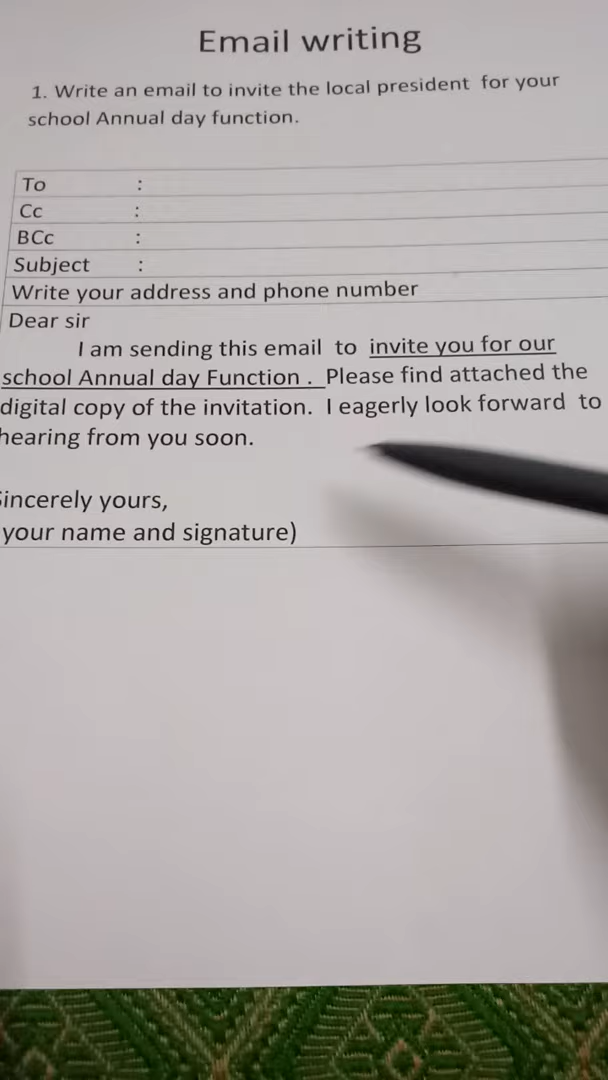 Email writing
1. Write an email to invite the local president for your
school Annual day function.
To :
Cc :
BCc :
Subject :
Write your address and phone number
Dear sir
I am sending this email to invite you for our
school Annual day Function . Please find attached the
digital copy of the invitation. I eagerly look forward to
hearing from you soon.
Sincerely yours,
your name and signature)